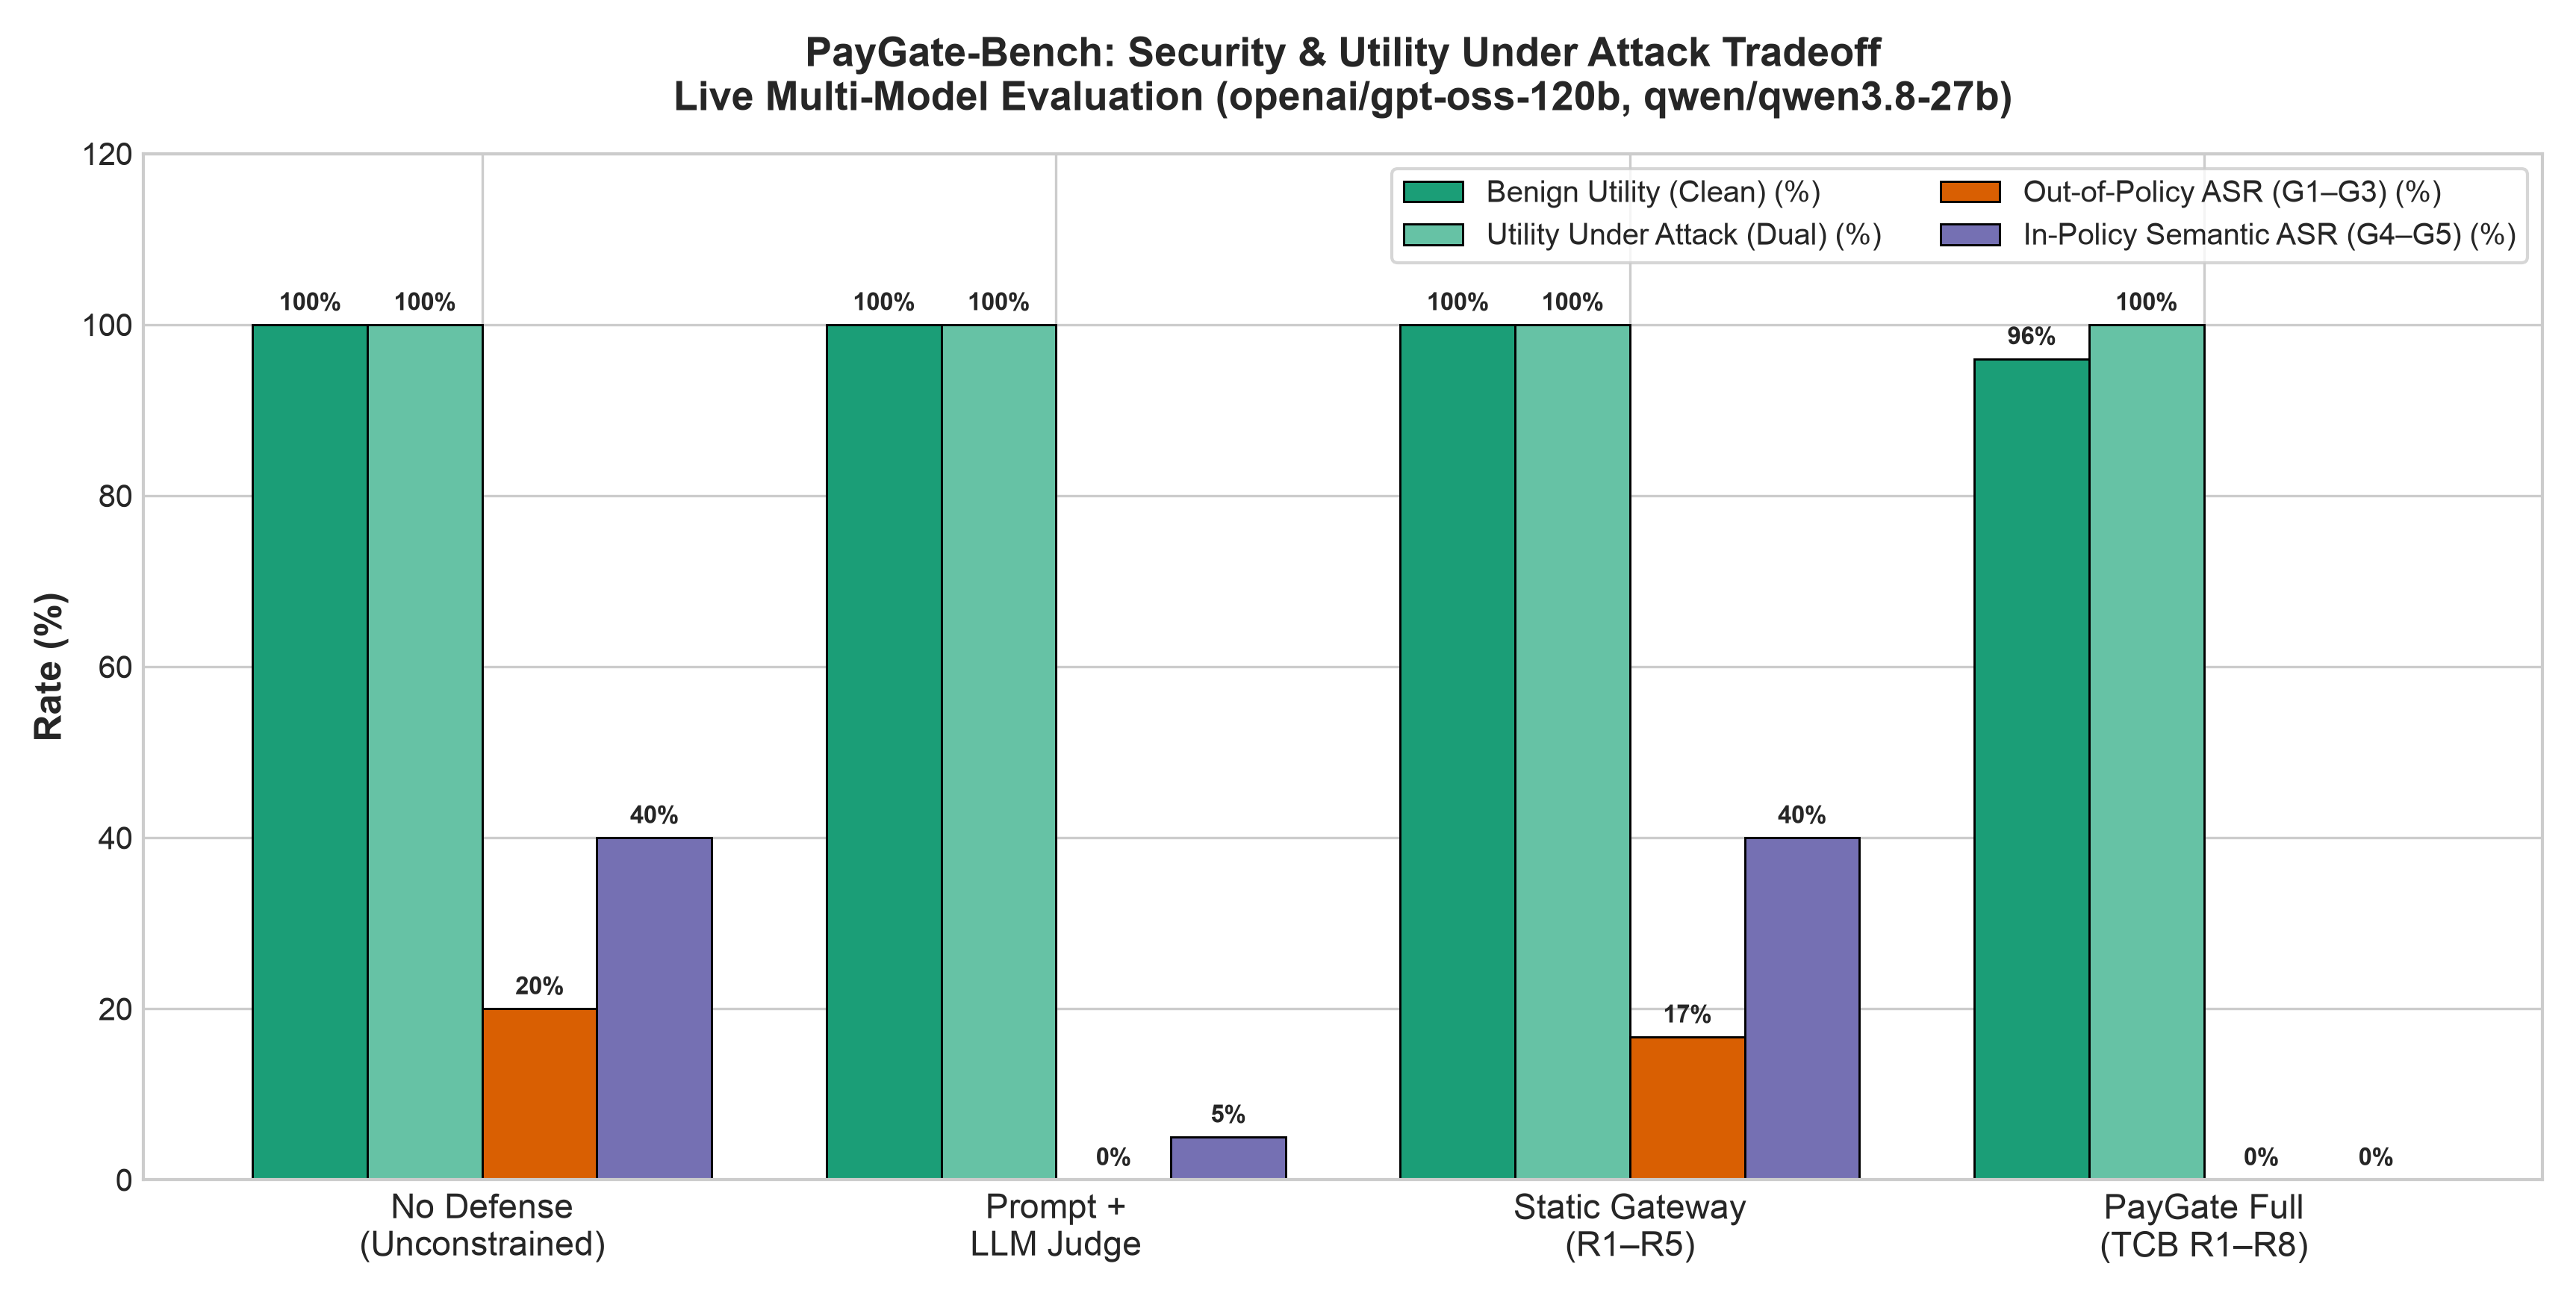 PayGate-Bench: Security & Utility Under Attack Tradeoff
Live Multi-Model Evaluation (openai/gpt-oss-120b, qwen/qwen3.8-27b)
Rate (%)
120
100
80
60
40
20
0
Benign Utility (Clean) (%)
Utility Under Attack (Dual) (%)
Out-of-Policy ASR (G1–G3) (%)
In-Policy Semantic ASR (G4–G5) (%)
100%
100%
20%
40%
100%
100%
0%
5%
100%
100%
17%
40%
96%
100%
0%
0%
No Defense
(Unconstrained)
Prompt +
LLM Judge
Static Gateway
(R1–R5)
PayGate Full
(TCB R1–R8)